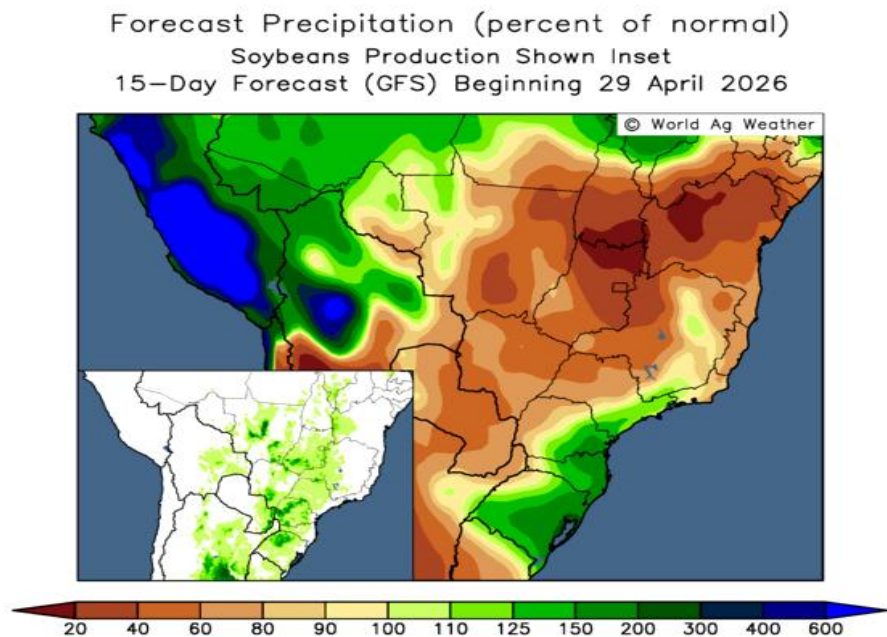 Forecast Precipitation (percent of normal)
Soybeans Production Shown Inset
15-Day Forecast (GFS) Beginning 29 April 2026
© World Ag Weather
20 40 60 80 90 100 110 125 150 200 300 400 600